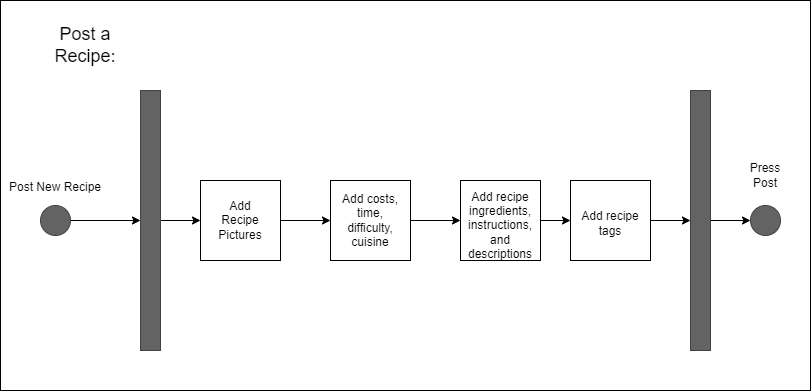 Post a
Recipe:
Post New Recipe
Add
Recipe
Pictures
Add costs,
time,
difficulty,
cuisine
Add recipe
ingredients,
instructions,
and
descriptions
Add recipe
tags
Press
Post